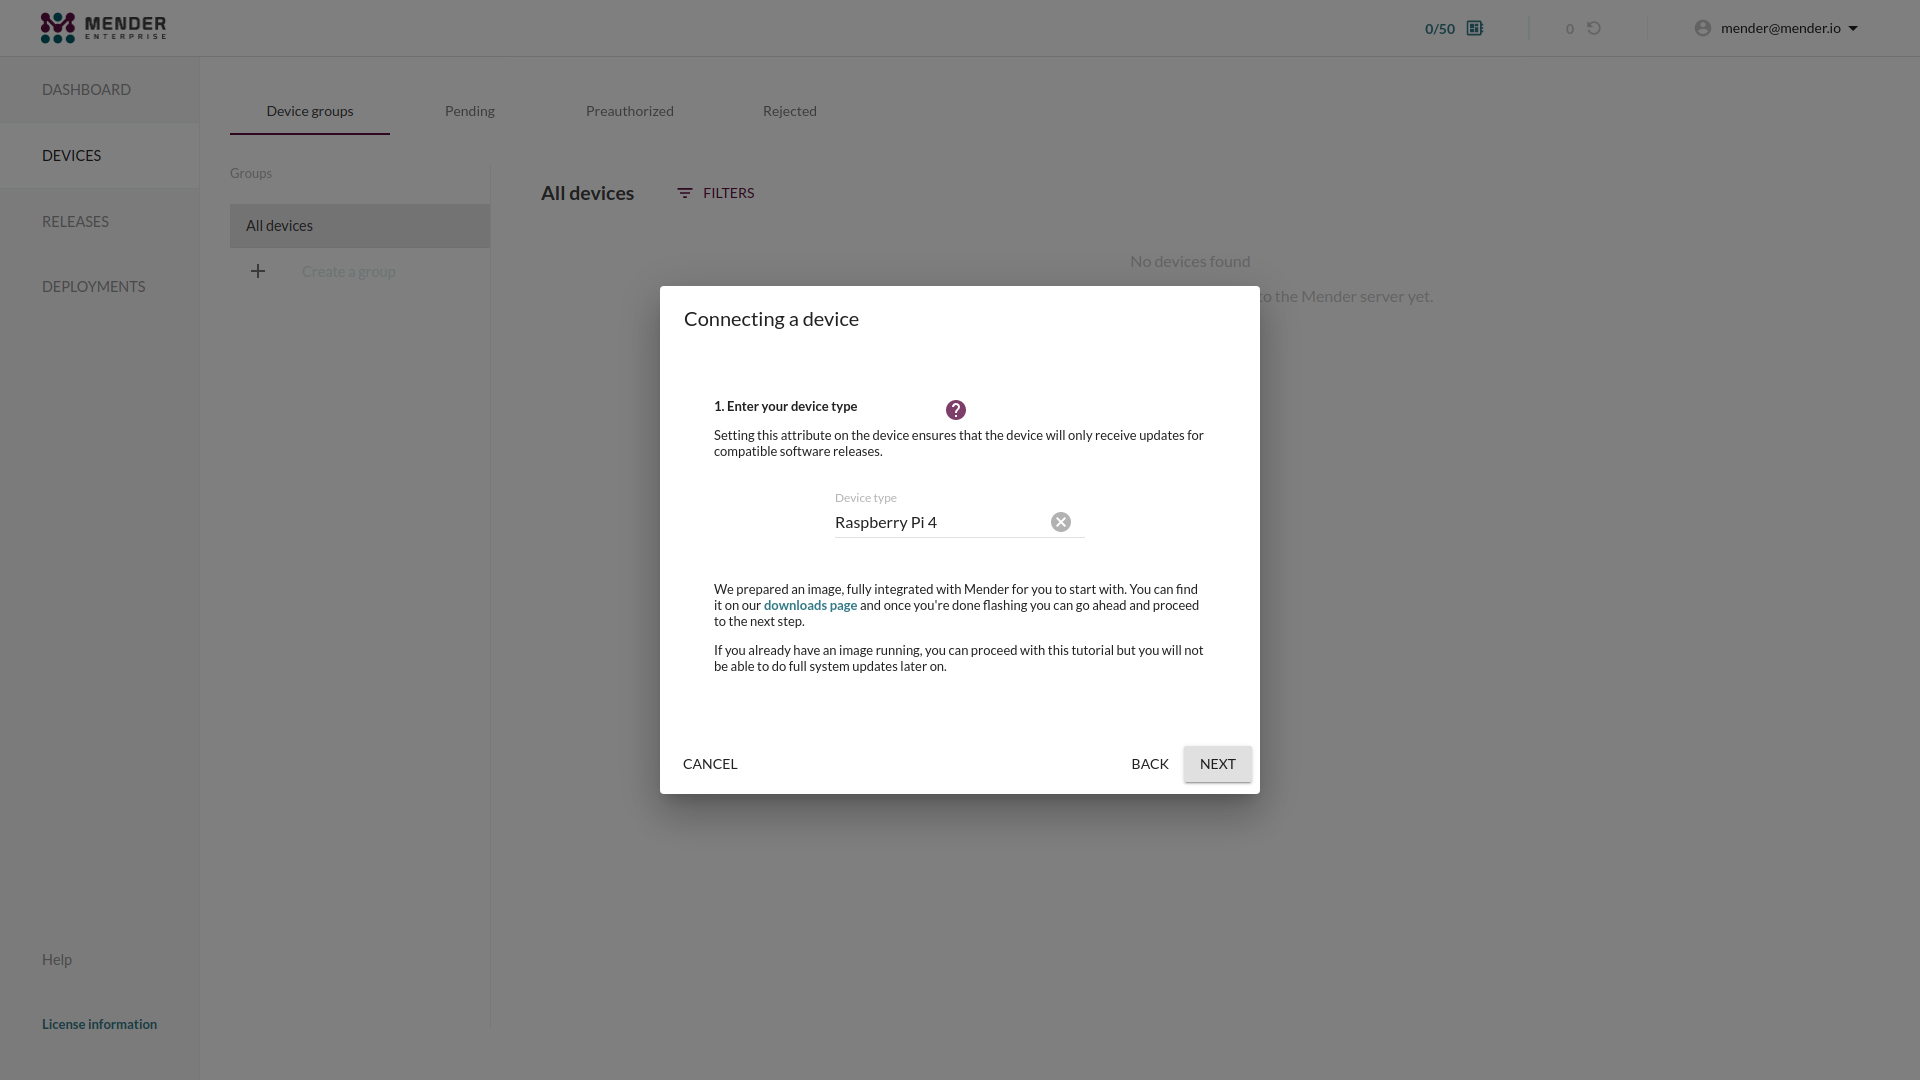 MENDER
ENTERPRISE
0/50
0
mender@mender.io
DASHBOARD
DEVICES
RELEASES
DEPLOYMENTS
Help
License information
Device groups
Pending
Preauthorized
Rejected
Groups
All devices
Create a group
All devices
FILTERS
No devices found
to the Mender server yet.
Connecting a device
1. Enter your device type
?
Setting this attribute on the device ensures that the device will only receive updates for
compatible software releases.
Device type
Raspberry Pi 4
We prepared an image, fully integrated with Mender for you to start with. You can find
it on our downloads page and once you're done flashing you can go ahead and proceed
to the next step.
If you already have an image running, you can proceed with this tutorial but you will not
be able to do full system updates later on.
CANCEL
BACK
NEXT